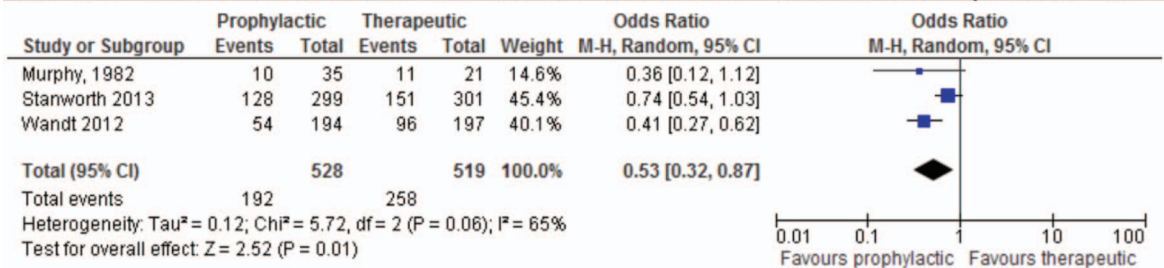 Prophylactic Therapeutic Odds Ratio Odds Ratio
Study or Subgroup Events Total Events Total Weight M-H, Random, 95% CI M-H, Random, 95% CI
Murphy, 1982 10 35 11 21 14.6% 0.36 [0.12, 1.12]
Stanworth 2013 128 299 151 301 45.4% 0.74 [0.54, 1.03]
Wandt 2012 54 194 96 197 40.1% 0.41 [0.27, 0.62]
Total (95% CI) 528 519 100.0% 0.53 [0.32, 0.87]
Total events 192 258
Heterogeneity: Tau² = 0.12; Chi² = 5.72, df = 2 (P = 0.06); I² = 65%
Test for overall effect: Z = 2.52 (P = 0.01)
0.01 0.1 1 10 100
Favours prophylactic Favours therapeutic